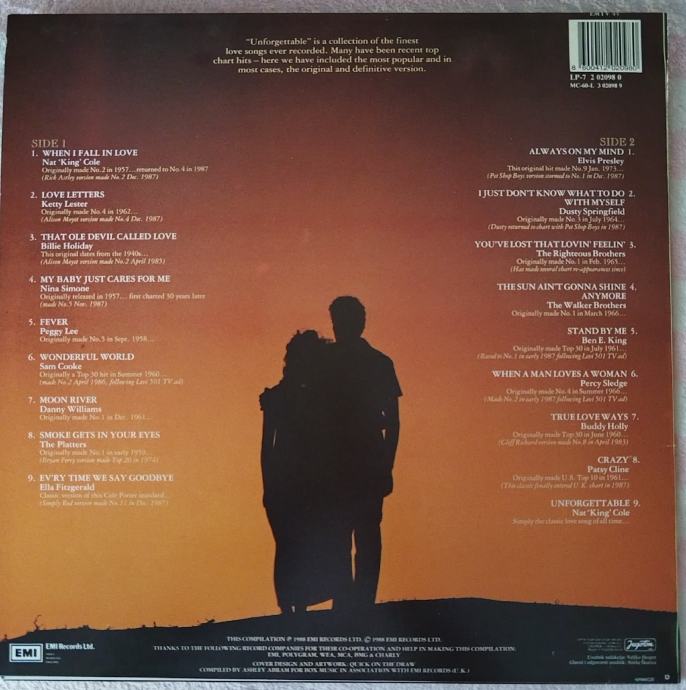 "Unforgettable" is a collection of the finest
love songs ever recorded. Many have been recent top
chart hits – here we have included the most popular and in
most cases, the original and definitive version.
LP-7 2 02098 0
MC-60-L 3 02098 9
SIDE 1
1. WHEN I FALL IN LOVE
Nat 'King' Cole
Originally made No.2 in 1957...returned to No.4 in 1987
(Rick Astley version made No.2 Dec. 1987)
2. LOVE LETTERS
Ketty Lester
Originally made No.4 in 1962...
(Alison Moyet version made No.4 Dec. 1987)
3. THAT OLE DEVIL CALLED LOVE
Billie Holiday
This original dates from the 1940s...
(Alison Moyet version made No.2 April 1985)
4. MY BABY JUST CARES FOR ME
Nina Simone
Originally released in 1957... first charted 30 years later
(made No.5 Nov. 1987)
5. FEVER
Peggy Lee
Originally made No.5 in Sept. 1958...
6. WONDERFUL WORLD
Sam Cooke
Originally a Top 30 hit in Summer 1960...
(made No.2 April 1986, following Levi 501 TV ad)
7. MOON RIVER
Danny Williams
Originally made No.1 in Dec. 1961...
8. SMOKE GETS IN YOUR EYES
The Platters
Originally made No.1 in early 1959...
(Bryan Ferry version made Top 20 in 1974)
9. EV'RY TIME WE SAY GOODBYE
Ella Fitzgerald
Classic version of this Cole Porter standard...
(Simply Red version made No.11 in Dec. 1987)
SIDE 2
ALWAYS ON MY MIND 1.
Elvis Presley
This original hit made No.9 Jan. 1973...
(Pet Shop Boys version stormed to No.1 in Dec. 1987)
I JUST DON'T KNOW WHAT TO DO 2.
WITH MYSELF
Dusty Springfield
Originally made No.3 in July 1964...
(Dusty returned to chart with Pet Shop Boys in 1987)
YOU'VE LOST THAT LOVIN' FEELIN' 3.
The Righteous Brothers
Originally made No.1 in Feb. 1965...
(Has made several chart re-appearances since)
THE SUN AIN'T GONNA SHINE 4.
ANYMORE
The Walker Brothers
Originally made No.1 in March 1966...
STAND BY ME 5.
Ben E. King
Originally made Top 30 in July 1961...
(Raced to No.1 in early 1987 following Levi 501 TV ad)
WHEN A MAN LOVES A WOMAN 6.
Percy Sledge
Originally made No.4 in Summer 1966...
(Made No.2 in early 1987 following Levi 501 TV ad)
TRUE LOVE WAYS 7.
Buddy Holly
Originally made Top 30 in June 1960...
(Cliff Richard version made No.8 in April 1983)
CRAZY 8.
Patsy Cline
Originally made U.S. Top 10 in 1961...
(This classic finally entered U.K. chart in 1987)
UNFORGETTABLE 9.
Nat 'King' Cole
Simply the classic love song of all time...
EMI
EMI Records Ltd.
THIS COMPILATION ℗ 1988 EMI RECORDS LTD. © 1988 EMI RECORDS LTD.
THANKS TO THE FOLLOWING RECORD COMPANIES FOR THEIR CO-OPERATION AND HELP IN MAKING THIS COMPILATION:
EMI, POLYGRAM, WEA, MCA, BMG & CHARLY
COVER DESIGN AND ARTWORK: QUICK ON THE DRAW
COMPILED BY ASHLEY ABRAM FOR BOX MUSIC IN ASSOCIATION WITH EMI RECORDS (U.K.)
Jugoton